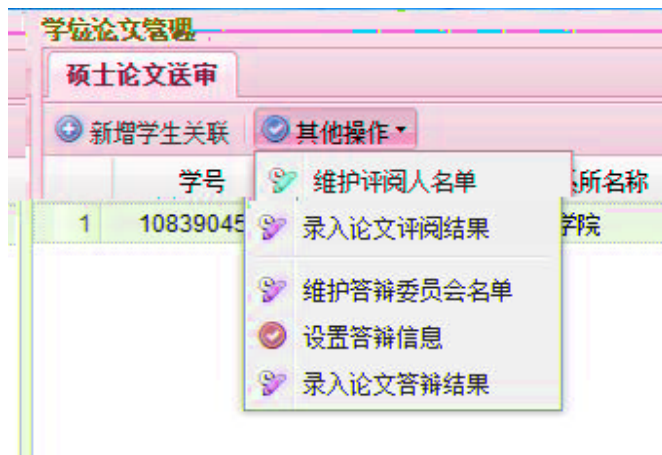 学位论文管理
硕士论文送审
新增学生关联 其他操作
学号 所名称
1 10839045 学院
维护评阅人名单
录入论文评阅结果
维护答辩委员会名单
设置答辩信息
录入论文答辩结果